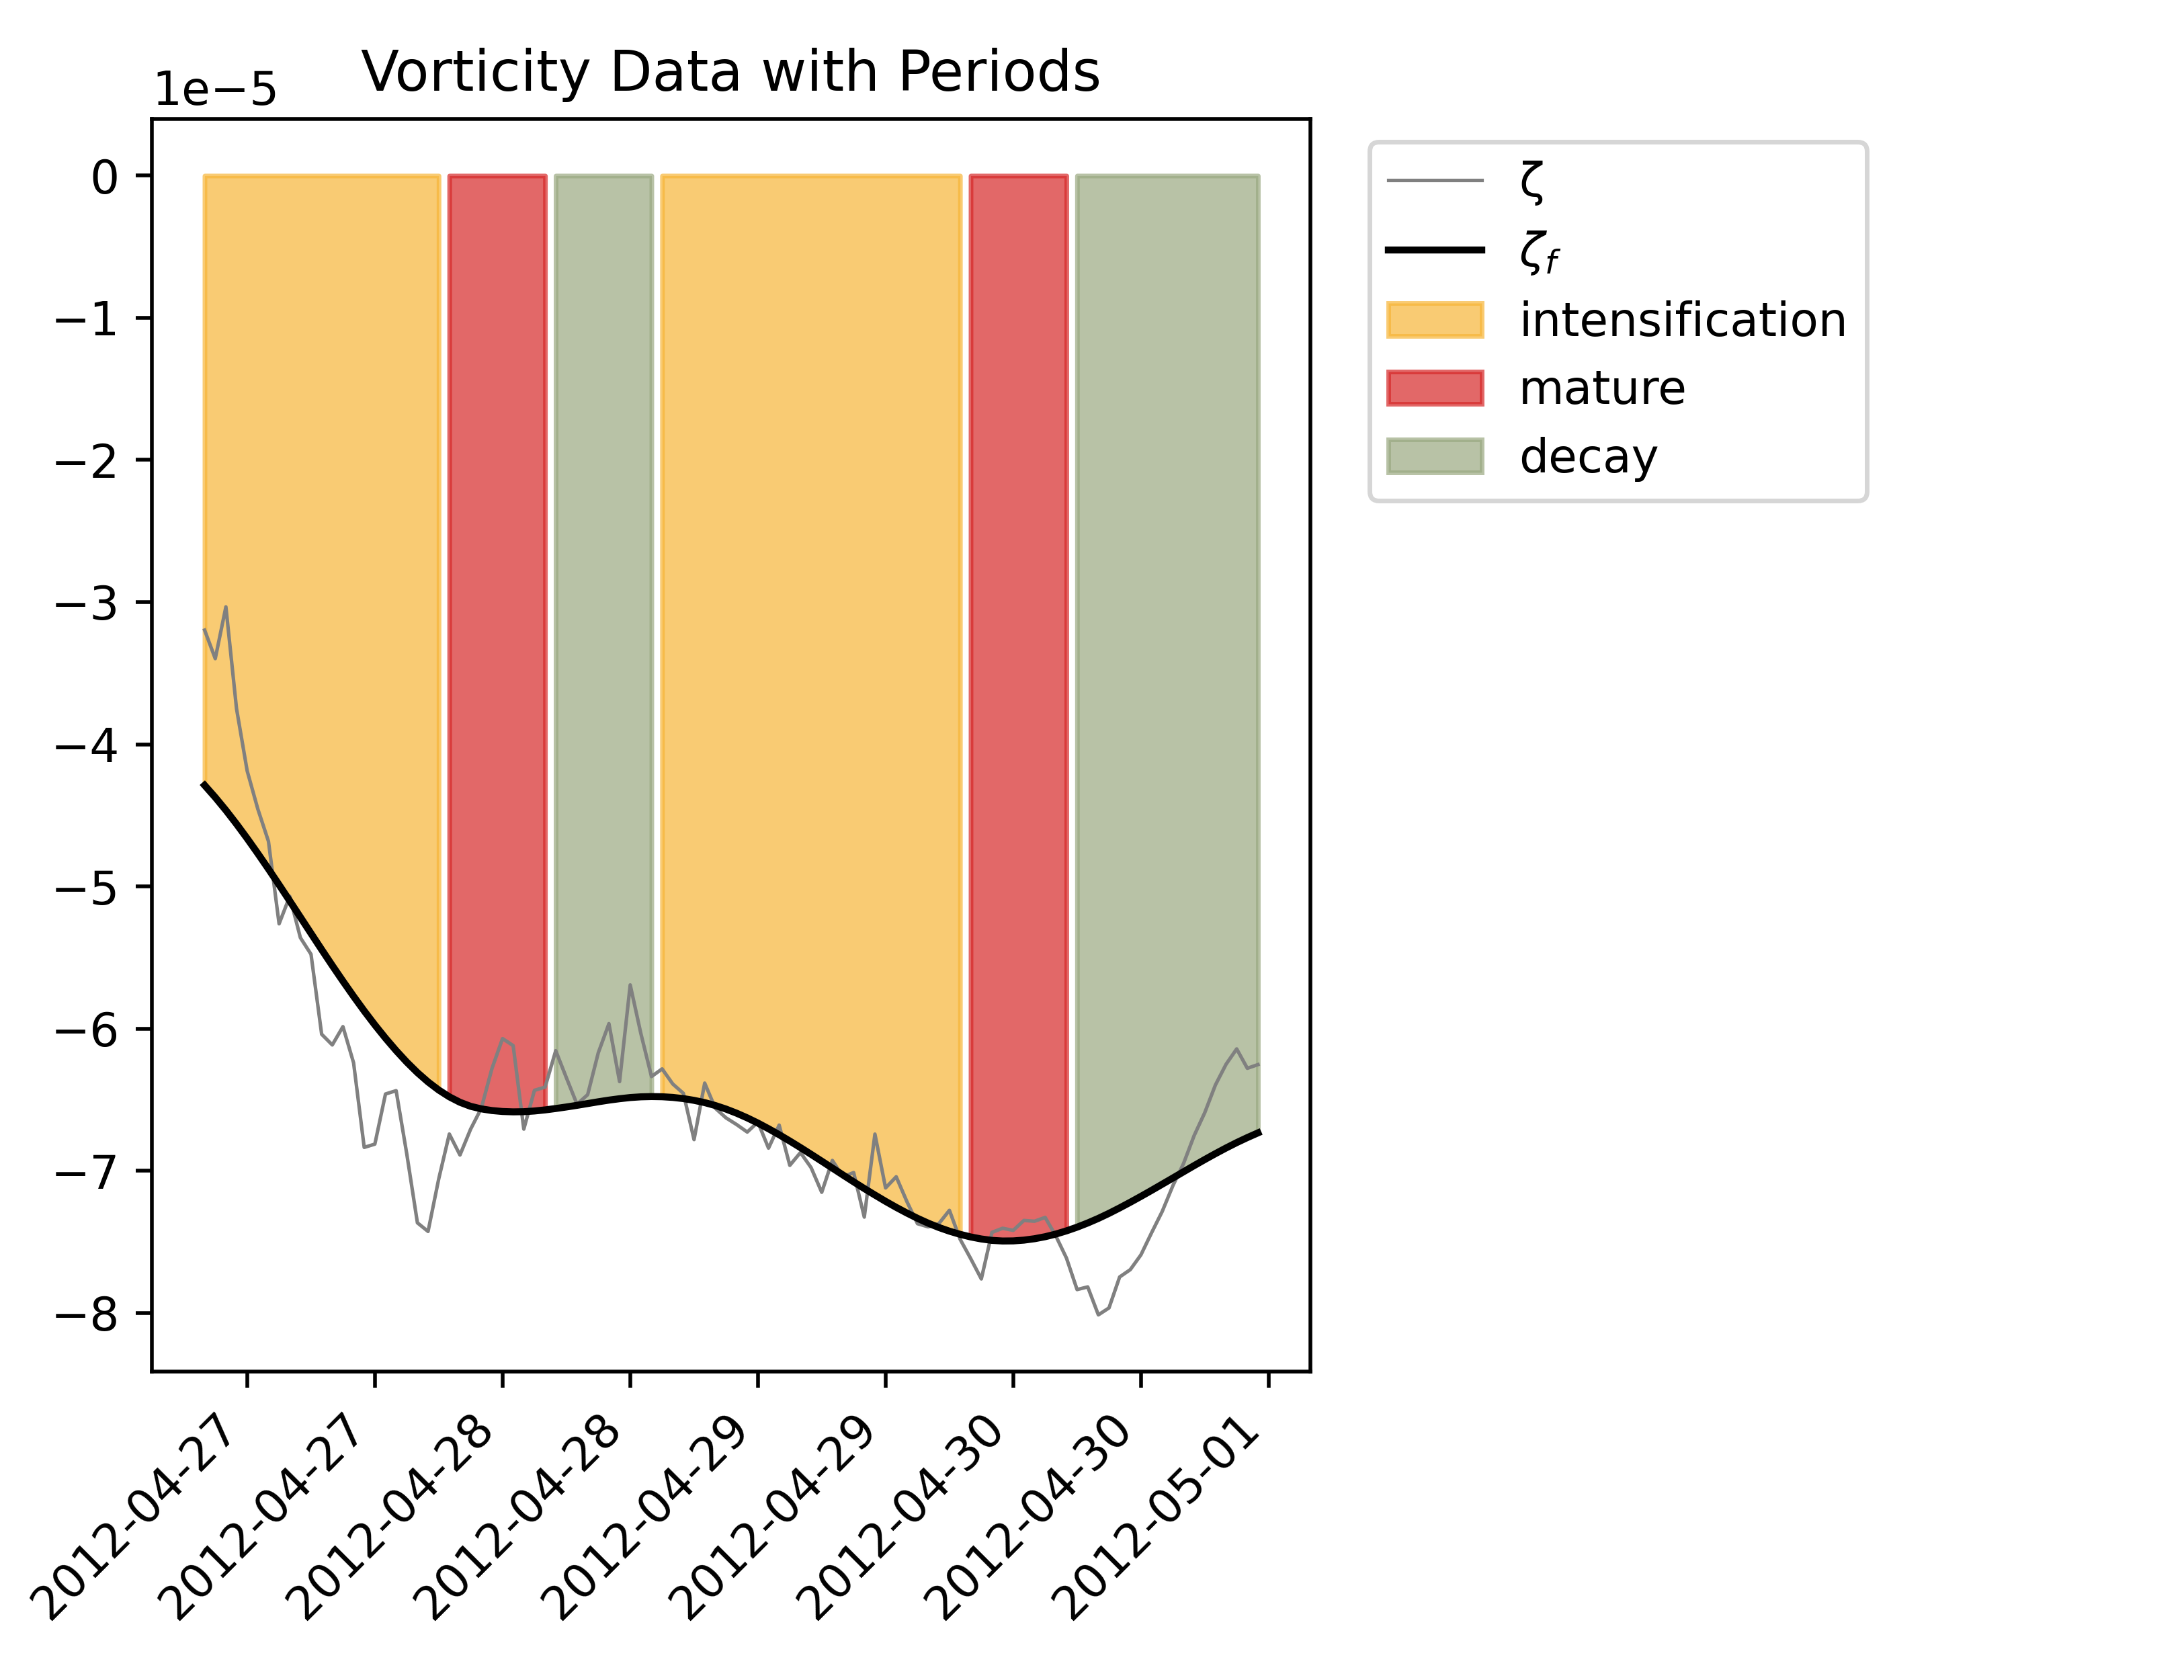 Vorticity Data with Periods
1e−5
0
−1
−2
−3
−4
−5
−6
−7
−8
2012-04-27
2012-04-27
2012-04-28
2012-04-28
2012-04-29
2012-04-29
2012-04-30
2012-04-30
2012-05-01
ζ
ζf
intensification
mature
decay